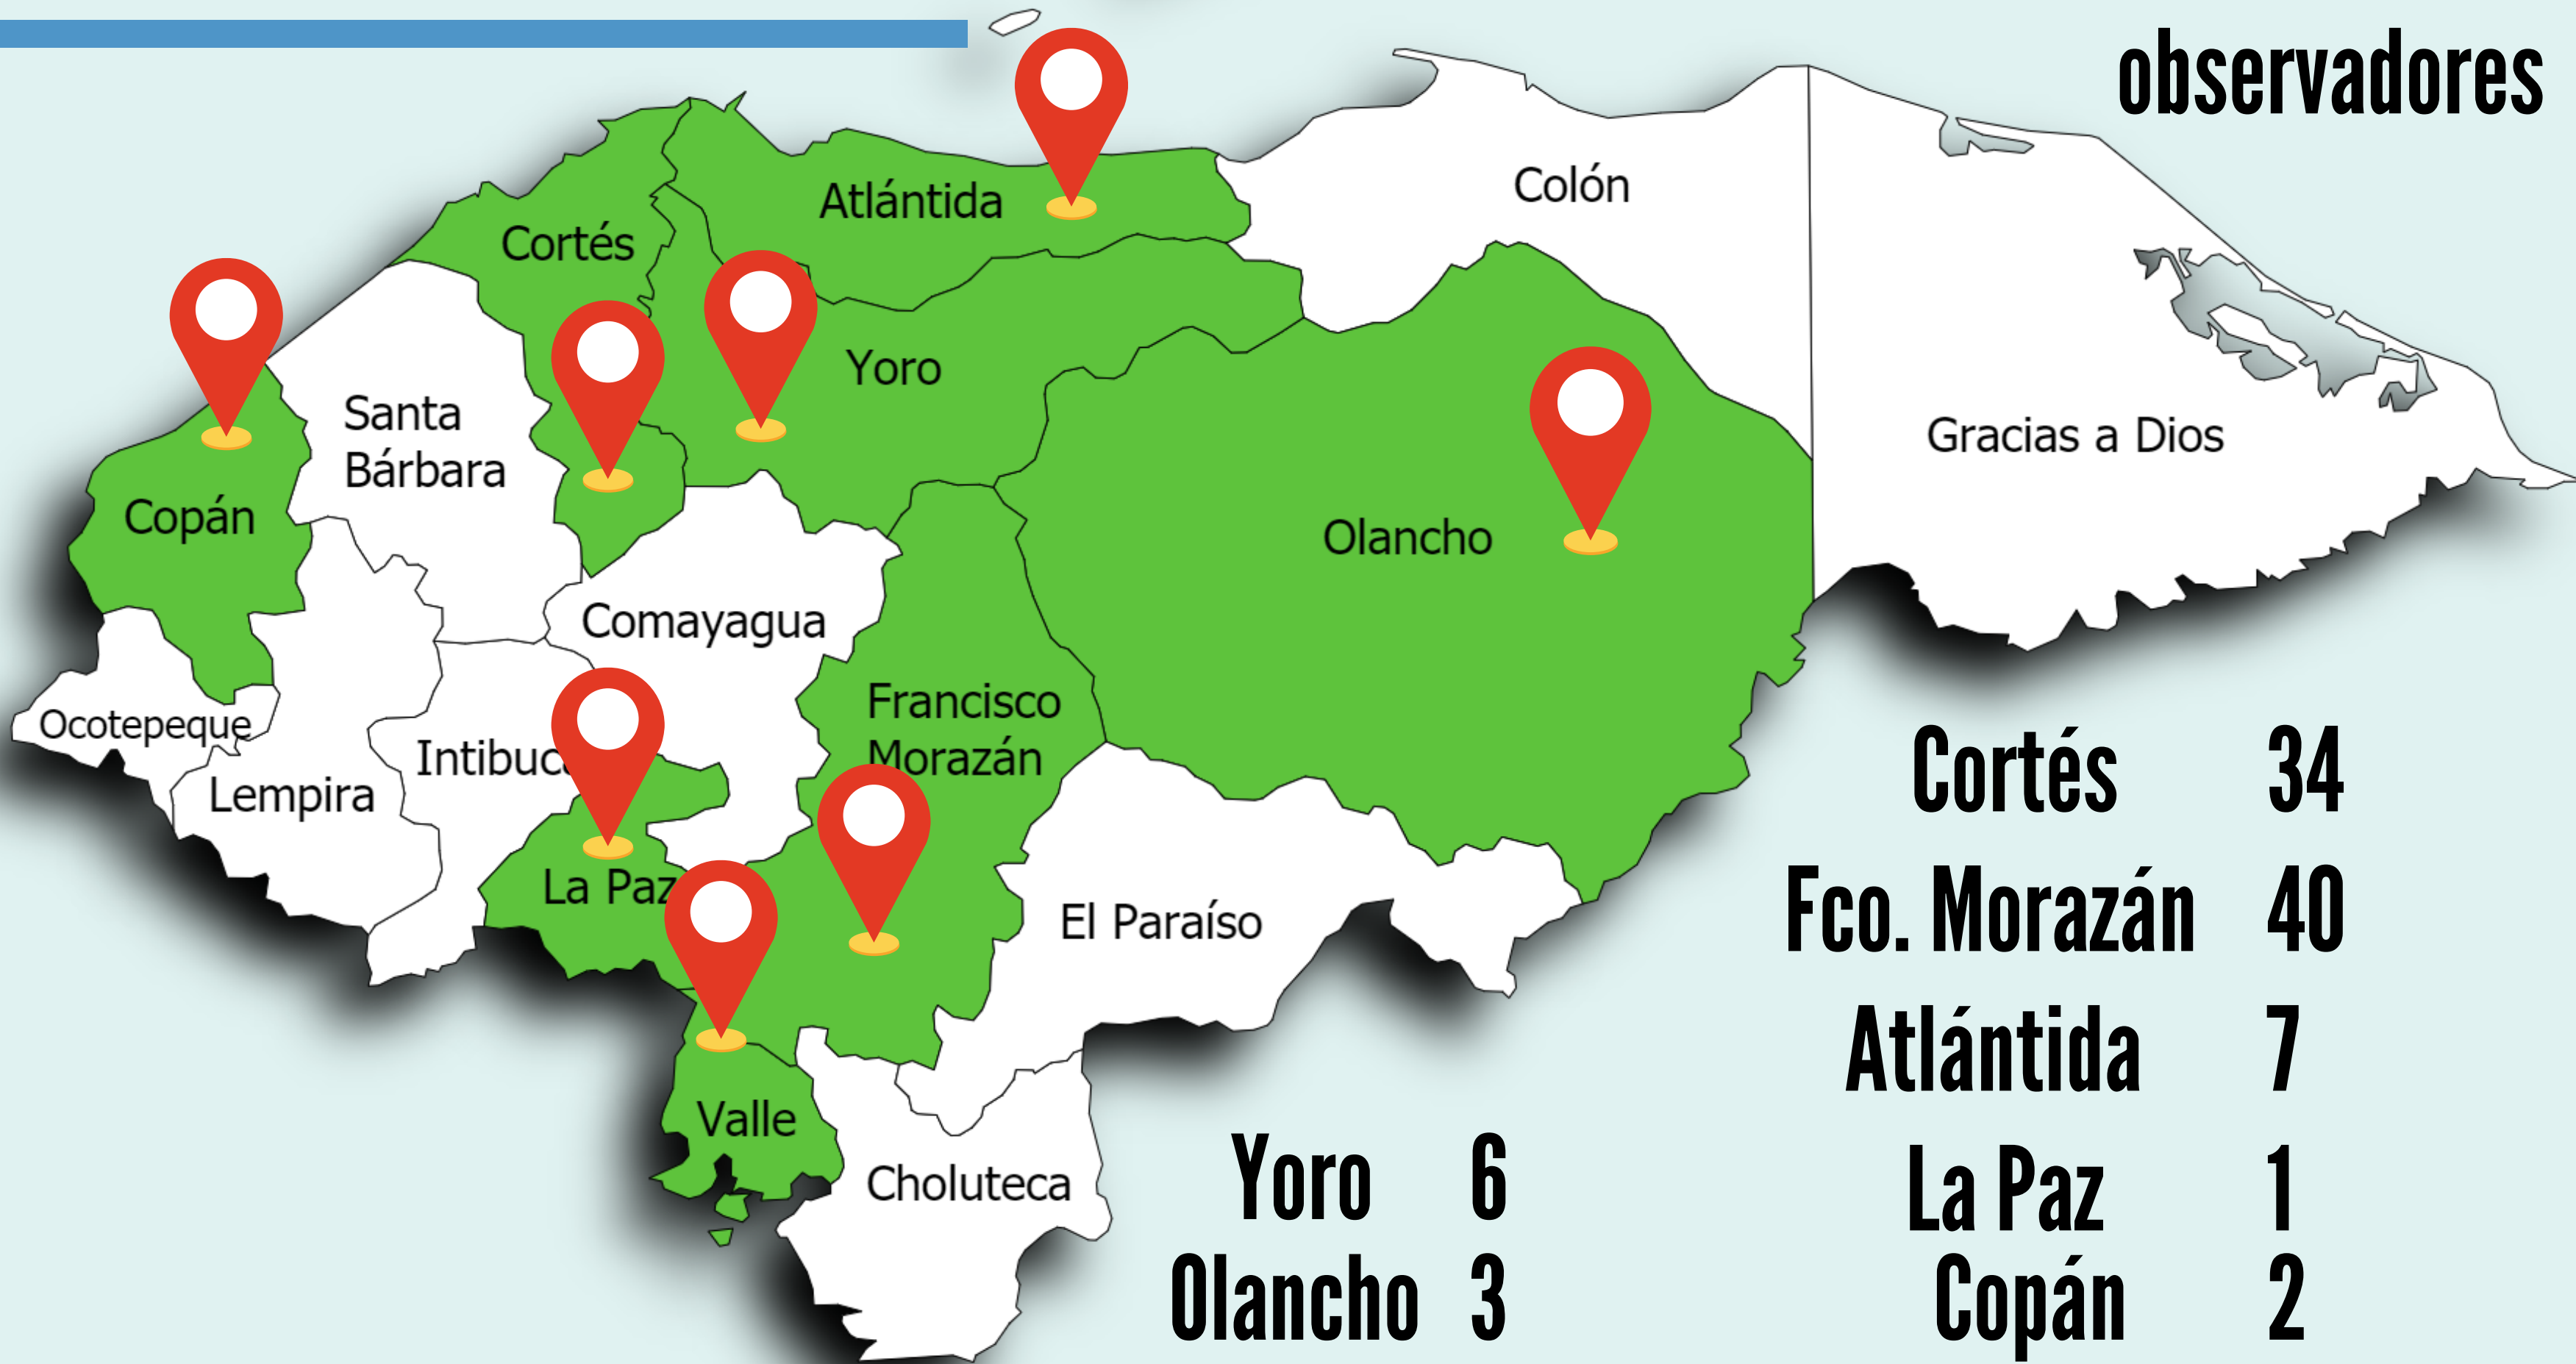 observadores
Atlántida
Colón
Cortés
Yoro
Santa
Bárbara
Gracias a Dios
Copán
Olancho
Comayagua
Francisco
Morazán
Ocotepeque
Intibuc
Lempira
La Paz
El Paraíso
Valle
Choluteca
Cortés 34
Fco. Morazán 40
Atlántida 7
La Paz 1
Copán 2
Yoro 6
Olancho 3